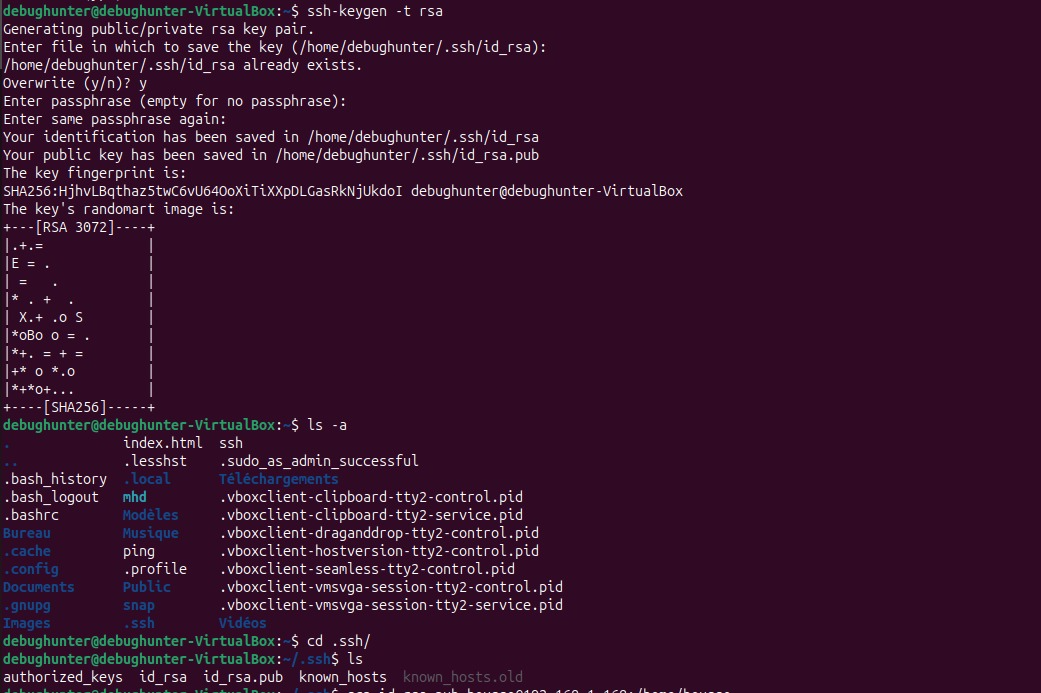 debughunter@debughunter-VirtualBox:~$ ssh-keygen -t rsa
Generating public/private rsa key pair.
Enter file in which to save the key (/home/debughunter/.ssh/id_rsa):
/home/debughunter/.ssh/id_rsa already exists.
Overwrite (y/n)? y
Enter passphrase (empty for no passphrase):
Enter same passphrase again:
Your identification has been saved in /home/debughunter/.ssh/id_rsa
Your public key has been saved in /home/debughunter/.ssh/id_rsa.pub
The key fingerprint is:
SHA256:HjhvLBqthaz5twC6vU64OoXiTiXXpDLGasRkNjUkdoI debughunter@debughunter-VirtualBox
The key's randomart image is:
+---[RSA 3072]----+
|.+.=             |
|E = .            |
| =   .           |
|* . +  .         |
| X.+ .o S        |
|*oBo o = .       |
|*+. = + =        |
|+* o *.o         |
|*+*o+...         |
+----[SHA256]-----+
debughunter@debughunter-VirtualBox:~$ ls -a
.              index.html  ssh
..             .lesshst    .sudo_as_admin_successful
.bash_history  .local      Téléchargements
.bash_logout   mhd         .vboxclient-clipboard-tty2-control.pid
.bashrc        Modèles     .vboxclient-clipboard-tty2-service.pid
Bureau         Musique     .vboxclient-draganddrop-tty2-control.pid
.cache         ping        .vboxclient-hostversion-tty2-control.pid
.config        .profile    .vboxclient-seamless-tty2-control.pid
Documents      Public      .vboxclient-vmsvga-session-tty2-control.pid
.gnupg         snap        .vboxclient-vmsvga-session-tty2-service.pid
Images         .ssh        Vidéos
debughunter@debughunter-VirtualBox:~$ cd .ssh/
debughunter@debughunter-VirtualBox:~/.ssh$ ls
authorized_keys  id_rsa  id_rsa.pub  known_hosts  known_hosts.old
debughunter@debughunter-VirtualBox:~/.ssh$